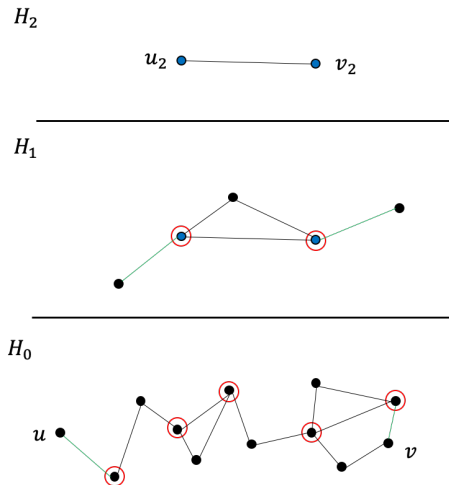 H₂
u₂ v₂
H₁
H₀
u v